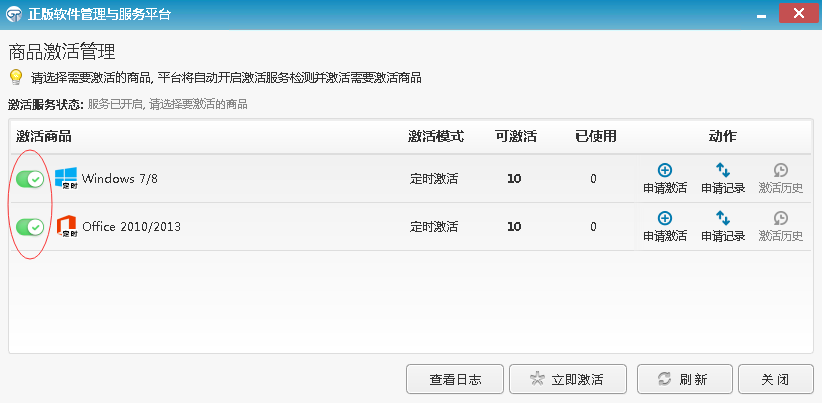 正版软件管理与服务平台
商品激活管理
请选择需要激活的商品, 平台将自动开启激活服务检测并激活需要激活商品
激活服务状态: 服务已开启, 请选择要激活的商品
激活商品 激活模式 可激活 已使用 动作
定时 Windows 7/8 定时激活 10 0 申请激活 申请记录 激活历史
定时 Office 2010/2013 定时激活 10 0 申请激活 申请记录 激活历史
查看日志 立即激活 刷新 关闭